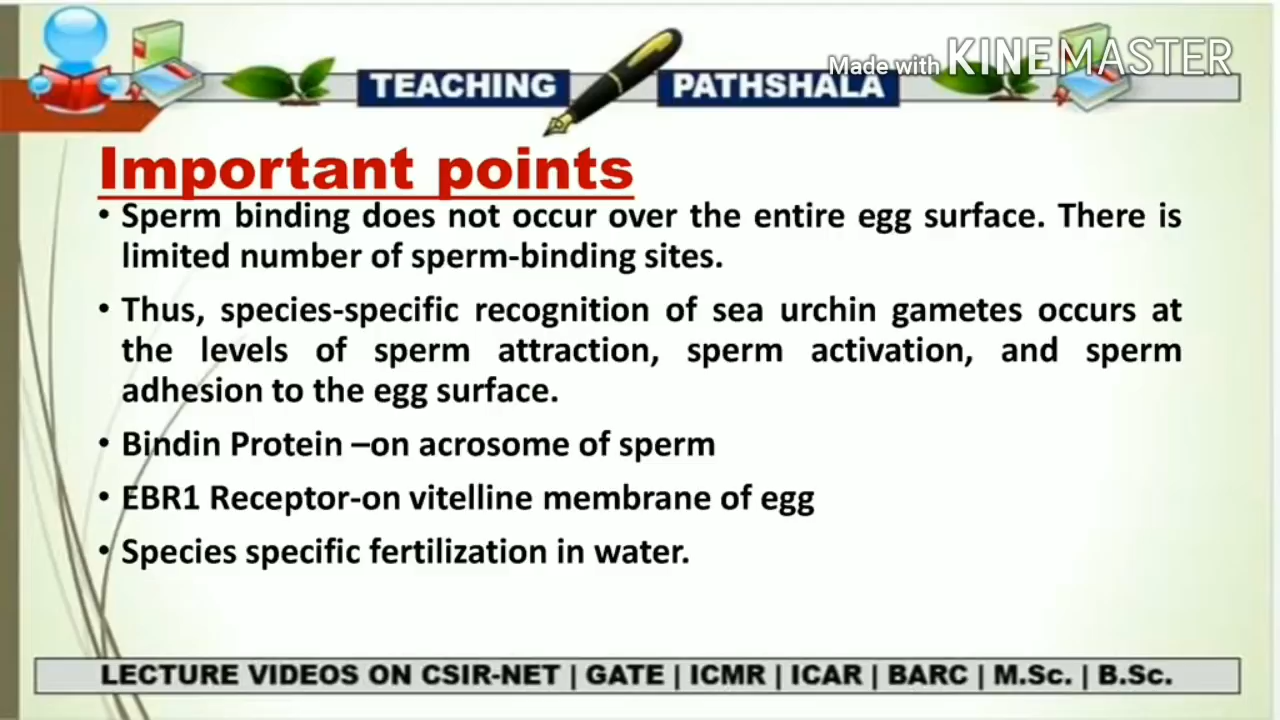 Made with KINEMASTER
TEACHING PATHSHALA
Important points
• Sperm binding does not occur over the entire egg surface. There is
limited number of sperm-binding sites.
• Thus, species-specific recognition of sea urchin gametes occurs at
the levels of sperm attraction, sperm activation, and sperm
adhesion to the egg surface.
• Bindin Protein –on acrosome of sperm
• EBR1 Receptor-on vitelline membrane of egg
• Species specific fertilization in water.
LECTURE VIDEOS ON CSIR-NET | GATE | ICMR | ICAR | BARC | M.Sc. | B.Sc.